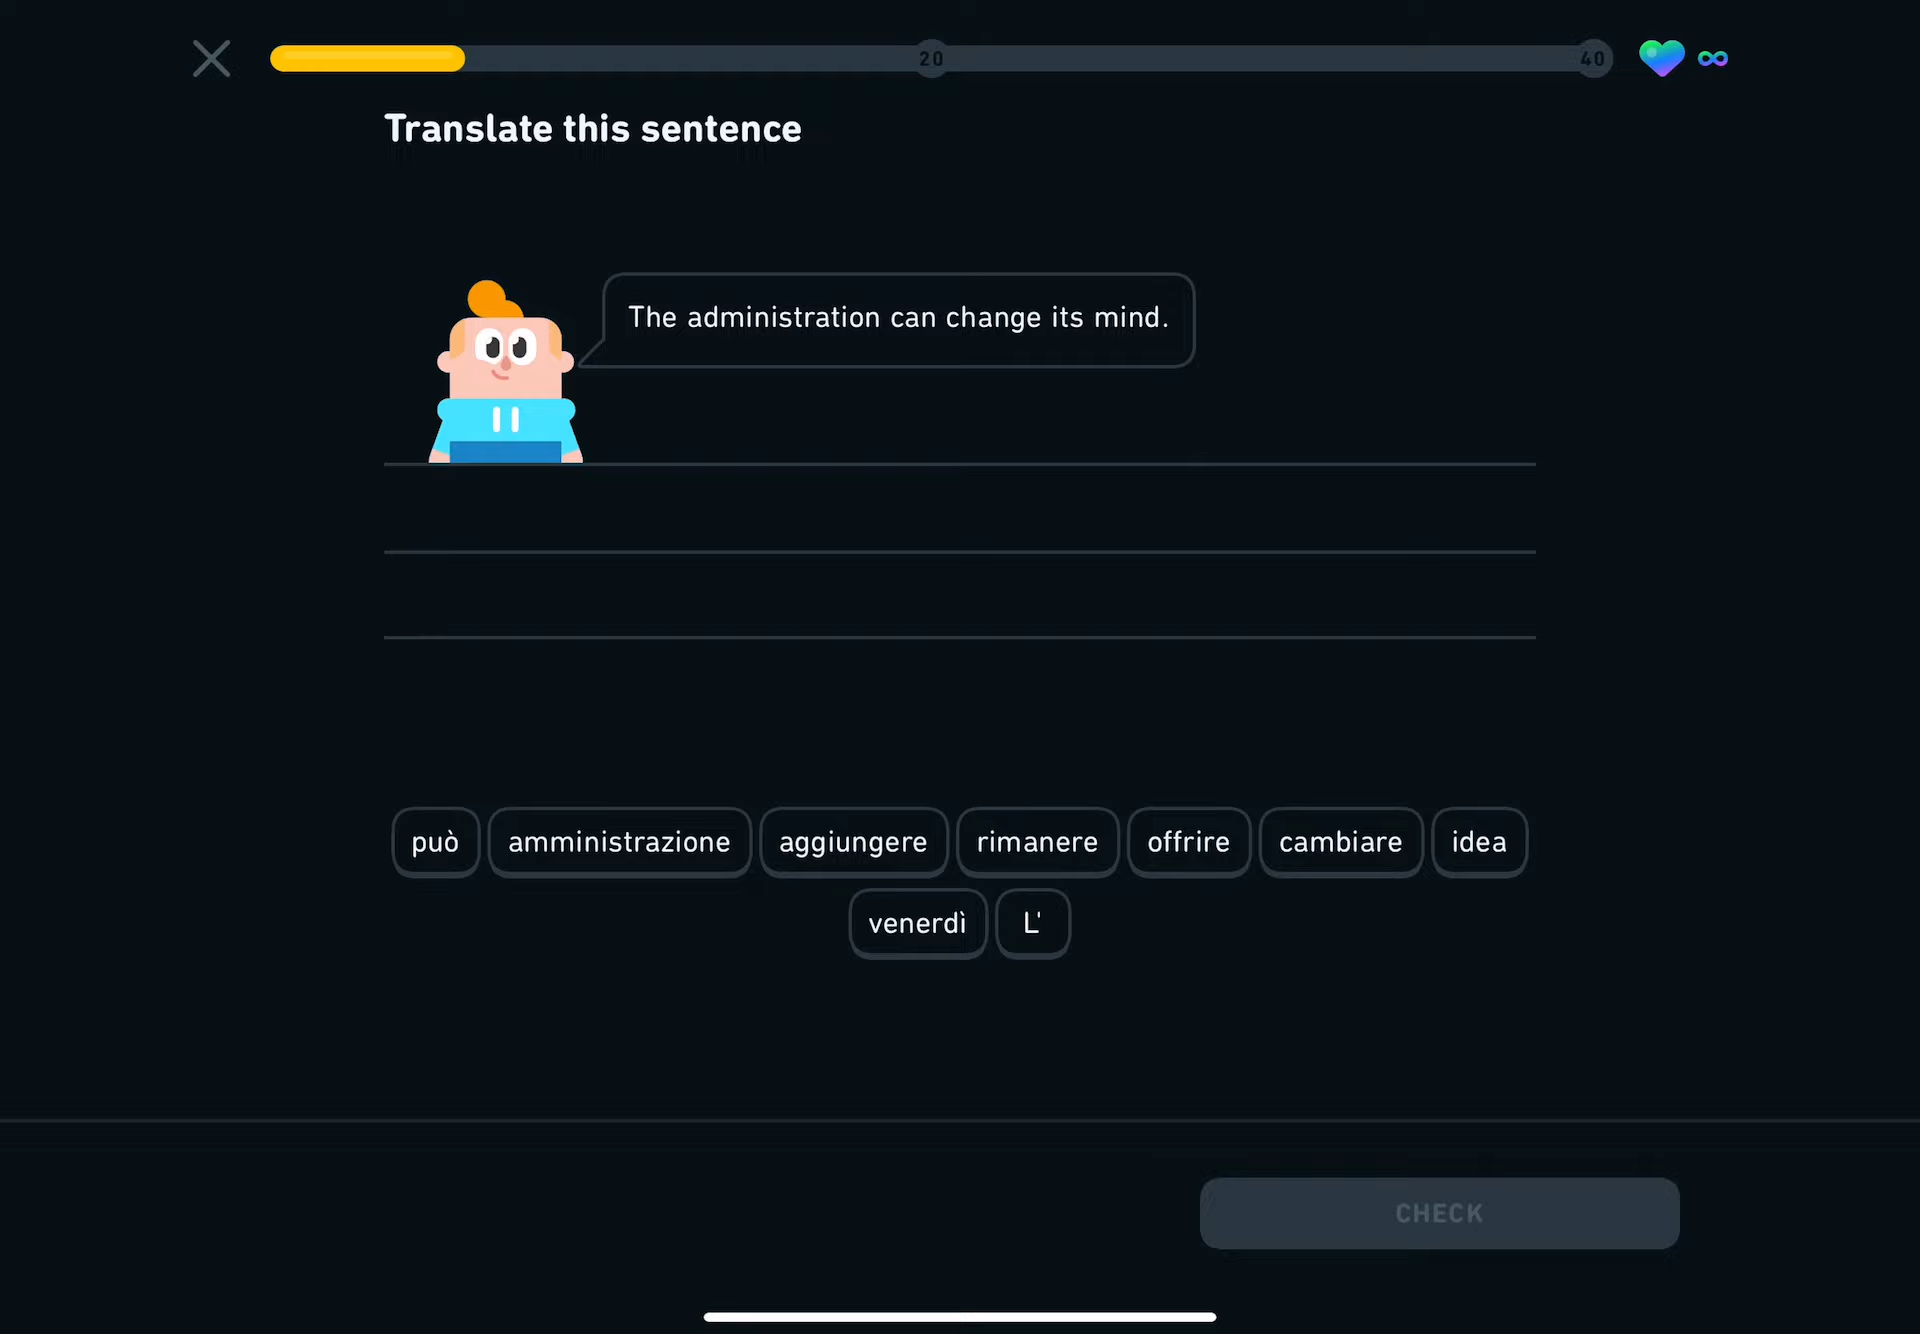 20
40
Translate this sentence
The administration can change its mind.
può amministrazione aggiungere rimanere offrire cambiare idea
venerdì L'
CHECK